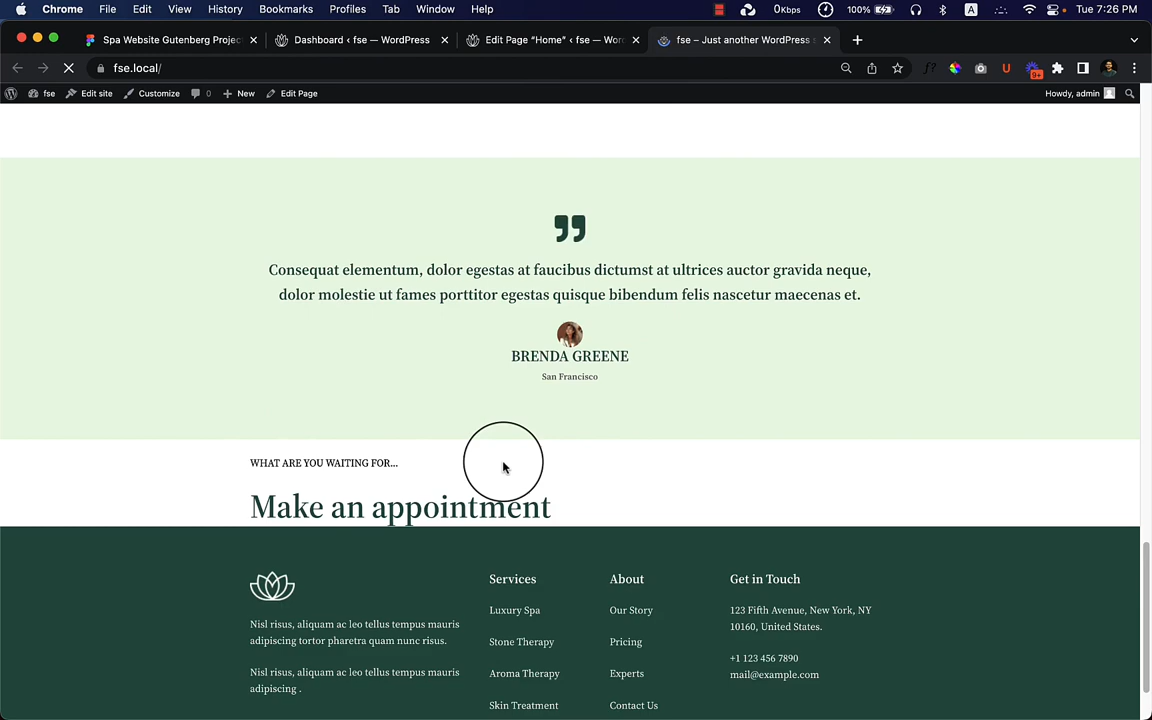 Chrome File Edit View History Bookmarks Profiles Tab Window Help 0Kbps 100% A Tue 7:26 PM
Spa Website Gutenberg Projec Dashboard ‹ fse — WordPress Edit Page “Home” ‹ fse — Wor fse – Just another WordPress s
fse.local/ f? U 9+
fse Edit site Customize 0 New Edit Page Howdy, admin
Consequat elementum, dolor egestas at faucibus dictumst at ultrices auctor gravida neque,
dolor molestie ut fames porttitor egestas quisque bibendum felis nascetur maecenas et.
BRENDA GREENE
San Francisco
WHAT ARE YOU WAITING FOR...
Make an appointment
Nisl risus, aliquam ac leo tellus tempus mauris
adipiscing tortor pharetra quam nunc risus.
Nisl risus, aliquam ac leo tellus tempus mauris
adipiscing .
Services
Luxury Spa
Stone Therapy
Aroma Therapy
Skin Treatment
About
Our Story
Pricing
Experts
Contact Us
Get in Touch
123 Fifth Avenue, New York, NY
10160, United States.
+1 123 456 7890
mail@example.com